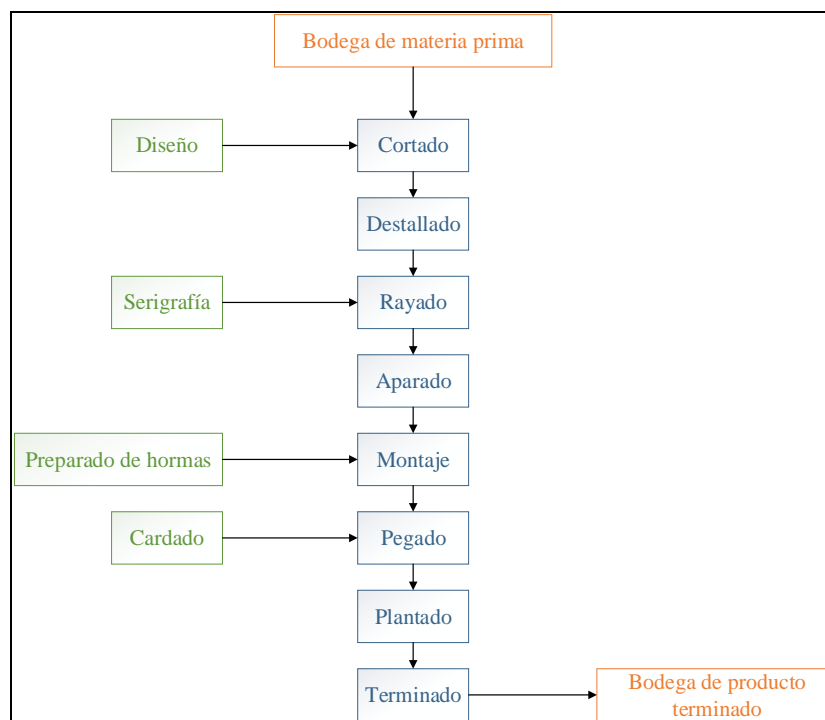 Bodega de materia prima
Diseño
Cortado
Destallado
Serigrafía
Rayado
Aparado
Preparado de hormas
Montaje
Cardado
Pegado
Plantado
Terminado
Bodega de producto
terminado